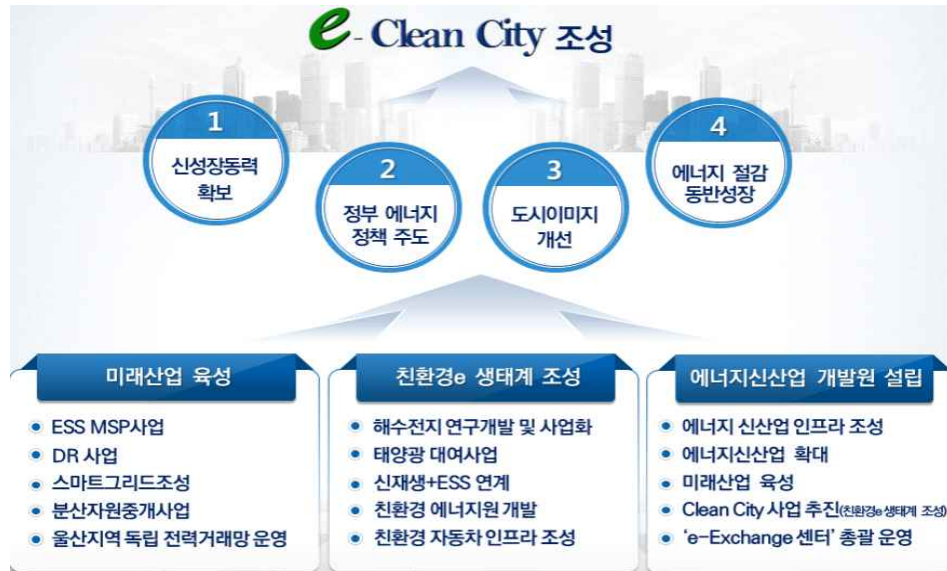 e- Clean City 조성
1
신성장동력
확보
2
정부 에너지
정책 주도
3
도시이미지
개선
4
에너지 절감
동반성장
미래산업 육성
ESS MSP사업
DR 사업
스마트그리드조성
분산자원중개사업
울산지역 독립 전력거래망 운영
친환경e 생태계 조성
해수전지 연구개발 및 사업화
태양광 대여사업
신재생+ESS 연계
친환경 에너지원 개발
친환경 자동차 인프라 조성
에너지신산업 개발원 설립
에너지 신산업 인프라 조성
에너지신산업 확대
미래산업 육성
Clean City 사업 추진(친환경e생태계 조성)
‘e-Exchange 센터’ 총괄 운영